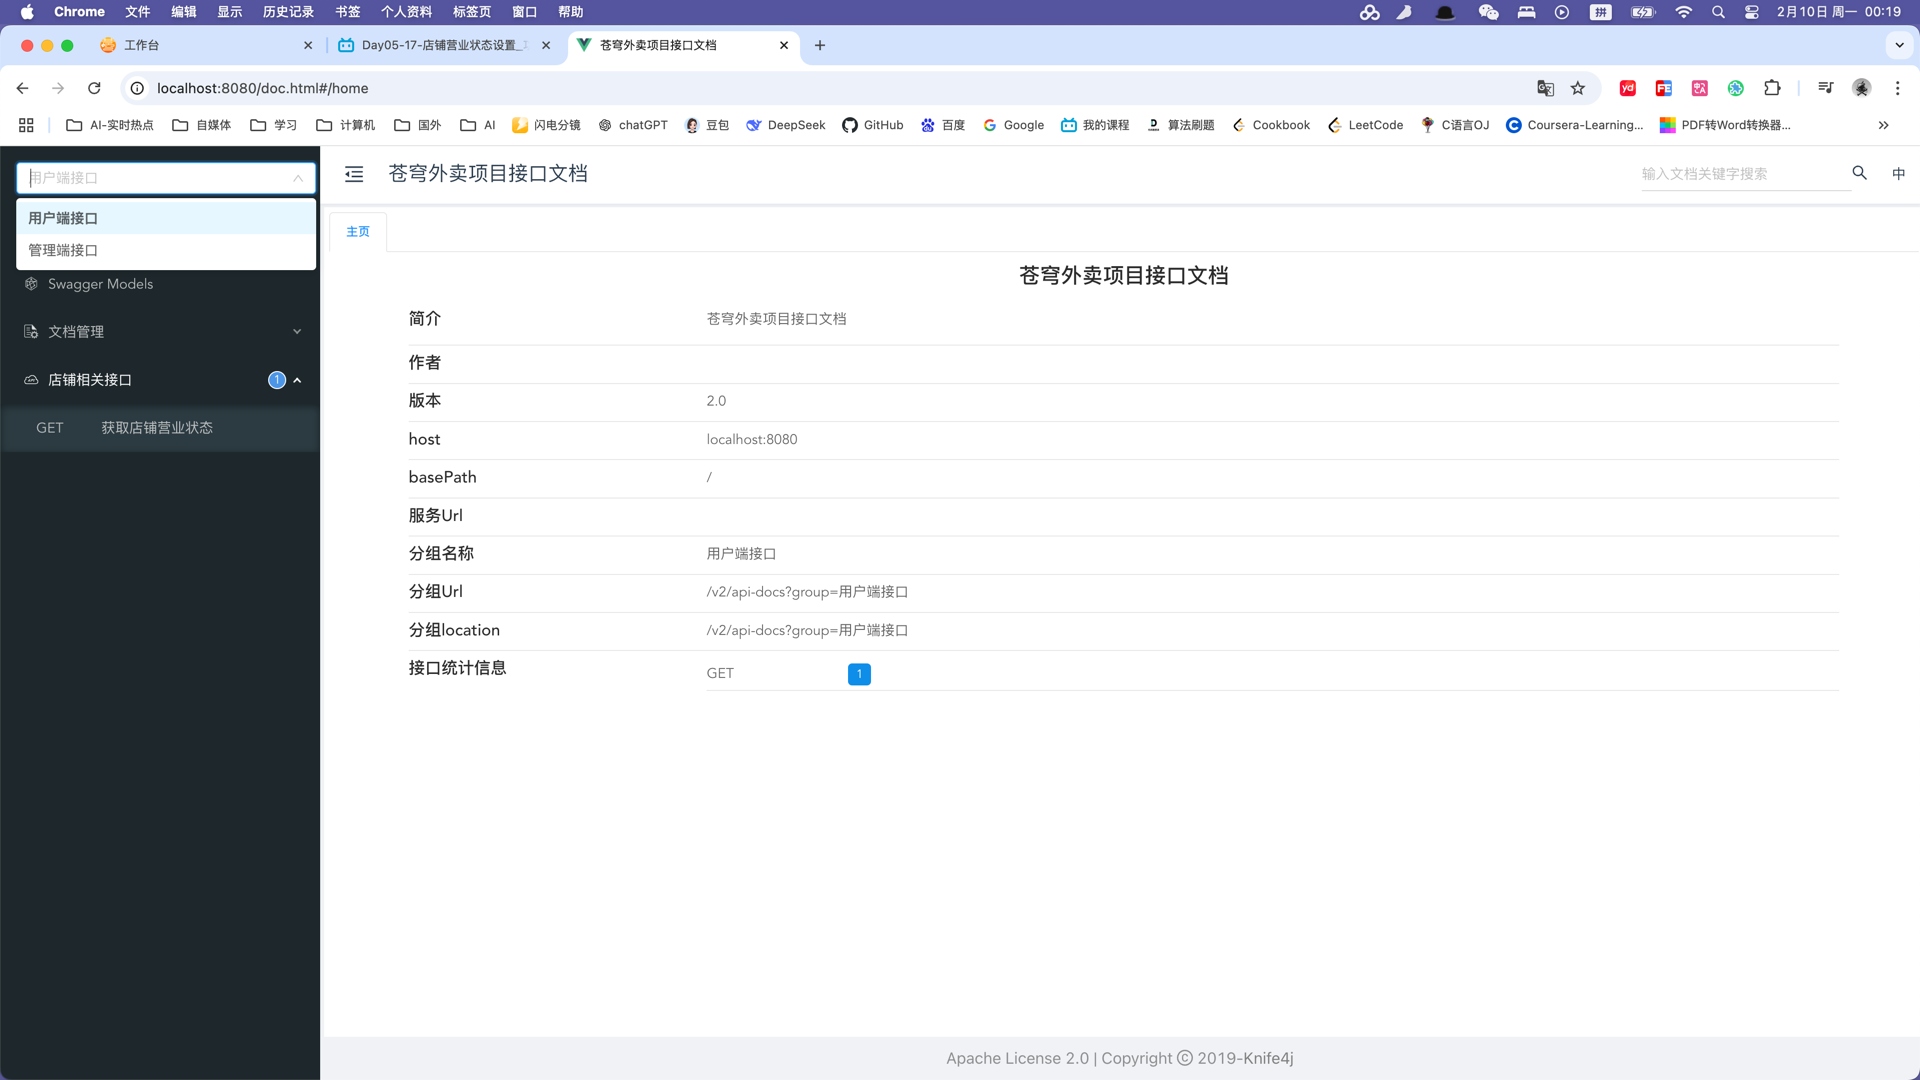 Chrome 文件 编辑 显示 历史记录 书签 个人资料 标签页 窗口 帮助 拼 2月10日 周一 00:19
工作台 Day05-17-店铺营业状态设置_ 苍穹外卖项目接口文档
localhost:8080/doc.html#/home
AI-实时热点 自媒体 学习 计算机 国外 AI 闪电分镜 chatGPT 豆包 DeepSeek GitHub 百度 Google 我的课程 算法刷题 Cookbook LeetCode C语言OJ Coursera-Learning... PDF转Word转换器...
用户端接口
用户端接口
管理端接口
Swagger Models
文档管理
店铺相关接口 1
GET 获取店铺营业状态
苍穹外卖项目接口文档 输入文档关键字搜索 中
主页
苍穹外卖项目接口文档
简介 苍穹外卖项目接口文档
作者
版本 2.0
host localhost:8080
basePath /
服务Url
分组名称 用户端接口
分组Url /v2/api-docs?group=用户端接口
分组location /v2/api-docs?group=用户端接口
接口统计信息 GET 1
Apache License 2.0 | Copyright © 2019-Knife4j